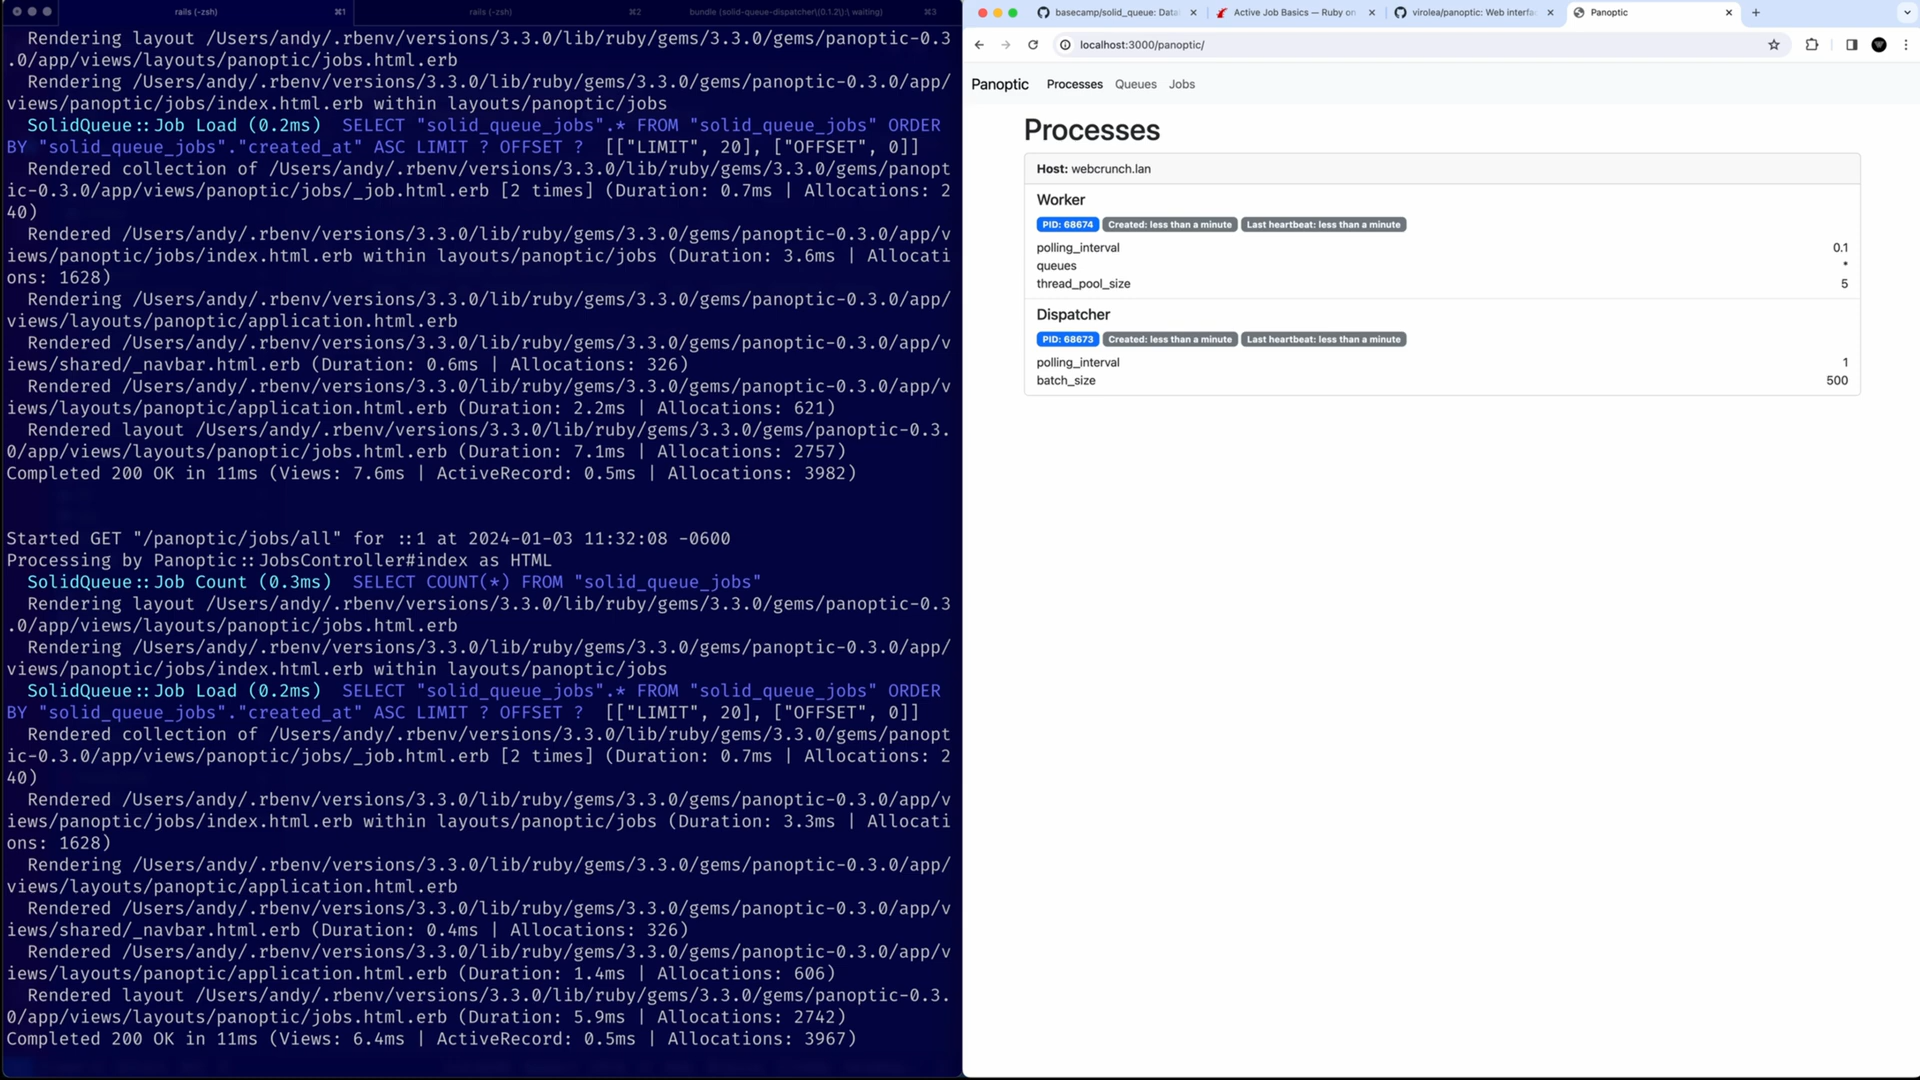 rails (-zsh) ⌘1 rails (-zsh) ⌘2 bundle (solid-queue-dispatcher\(0.1.2\):\ waiting) ⌘3
  Rendering layout /Users/andy/.rbenv/versions/3.3.0/lib/ruby/gems/3.3.0/gems/panoptic-0.3
.0/app/views/layouts/panoptic/jobs.html.erb
  Rendering /Users/andy/.rbenv/versions/3.3.0/lib/ruby/gems/3.3.0/gems/panoptic-0.3.0/app/
views/panoptic/jobs/index.html.erb within layouts/panoptic/jobs
  SolidQueue::Job Load (0.2ms)  SELECT "solid_queue_jobs".* FROM "solid_queue_jobs" ORDER
BY "solid_queue_jobs"."created_at" ASC LIMIT ? OFFSET ?  [["LIMIT", 20], ["OFFSET", 0]]
  Rendered collection of /Users/andy/.rbenv/versions/3.3.0/lib/ruby/gems/3.3.0/gems/panopt
ic-0.3.0/app/views/panoptic/jobs/_job.html.erb [2 times] (Duration: 0.7ms | Allocations: 2
40)
  Rendered /Users/andy/.rbenv/versions/3.3.0/lib/ruby/gems/3.3.0/gems/panoptic-0.3.0/app/v
iews/panoptic/jobs/index.html.erb within layouts/panoptic/jobs (Duration: 3.6ms | Allocati
ons: 1628)
  Rendering /Users/andy/.rbenv/versions/3.3.0/lib/ruby/gems/3.3.0/gems/panoptic-0.3.0/app/
views/layouts/panoptic/application.html.erb
  Rendered /Users/andy/.rbenv/versions/3.3.0/lib/ruby/gems/3.3.0/gems/panoptic-0.3.0/app/v
iews/shared/_navbar.html.erb (Duration: 0.6ms | Allocations: 326)
  Rendered /Users/andy/.rbenv/versions/3.3.0/lib/ruby/gems/3.3.0/gems/panoptic-0.3.0/app/v
iews/layouts/panoptic/application.html.erb (Duration: 2.2ms | Allocations: 621)
  Rendered layout /Users/andy/.rbenv/versions/3.3.0/lib/ruby/gems/3.3.0/gems/panoptic-0.3.
0/app/views/layouts/panoptic/jobs.html.erb (Duration: 7.1ms | Allocations: 2757)
Completed 200 OK in 11ms (Views: 7.6ms | ActiveRecord: 0.5ms | Allocations: 3982)
Started GET "/panoptic/jobs/all" for ::1 at 2024-01-03 11:32:08 -0600
Processing by Panoptic::JobsController#index as HTML
  SolidQueue::Job Count (0.3ms)  SELECT COUNT(*) FROM "solid_queue_jobs"
  Rendering layout /Users/andy/.rbenv/versions/3.3.0/lib/ruby/gems/3.3.0/gems/panoptic-0.3
.0/app/views/layouts/panoptic/jobs.html.erb
  Rendering /Users/andy/.rbenv/versions/3.3.0/lib/ruby/gems/3.3.0/gems/panoptic-0.3.0/app/
views/panoptic/jobs/index.html.erb within layouts/panoptic/jobs
  SolidQueue::Job Load (0.2ms)  SELECT "solid_queue_jobs".* FROM "solid_queue_jobs" ORDER
BY "solid_queue_jobs"."created_at" ASC LIMIT ? OFFSET ?  [["LIMIT", 20], ["OFFSET", 0]]
  Rendered collection of /Users/andy/.rbenv/versions/3.3.0/lib/ruby/gems/3.3.0/gems/panopt
ic-0.3.0/app/views/panoptic/jobs/_job.html.erb [2 times] (Duration: 0.7ms | Allocations: 2
40)
  Rendered /Users/andy/.rbenv/versions/3.3.0/lib/ruby/gems/3.3.0/gems/panoptic-0.3.0/app/v
iews/panoptic/jobs/index.html.erb within layouts/panoptic/jobs (Duration: 3.3ms | Allocati
ons: 1628)
  Rendering /Users/andy/.rbenv/versions/3.3.0/lib/ruby/gems/3.3.0/gems/panoptic-0.3.0/app/
views/layouts/panoptic/application.html.erb
  Rendered /Users/andy/.rbenv/versions/3.3.0/lib/ruby/gems/3.3.0/gems/panoptic-0.3.0/app/v
iews/shared/_navbar.html.erb (Duration: 0.4ms | Allocations: 326)
  Rendered /Users/andy/.rbenv/versions/3.3.0/lib/ruby/gems/3.3.0/gems/panoptic-0.3.0/app/v
iews/layouts/panoptic/application.html.erb (Duration: 1.4ms | Allocations: 606)
  Rendered layout /Users/andy/.rbenv/versions/3.3.0/lib/ruby/gems/3.3.0/gems/panoptic-0.3.
0/app/views/layouts/panoptic/jobs.html.erb (Duration: 5.9ms | Allocations: 2742)
Completed 200 OK in 11ms (Views: 6.4ms | ActiveRecord: 0.5ms | Allocations: 3967)
basecamp/solid_queue: Data Active Job Basics — Ruby on virolea/panoptic: Web interfac Panoptic
localhost:3000/panoptic/
Panoptic Processes Queues Jobs
Processes
Host: webcrunch.lan
Worker
PID: 68674 Created: less than a minute Last heartbeat: less than a minute
polling_interval 0.1
queues *
thread_pool_size 5
Dispatcher
PID: 68673 Created: less than a minute Last heartbeat: less than a minute
polling_interval 1
batch_size 500